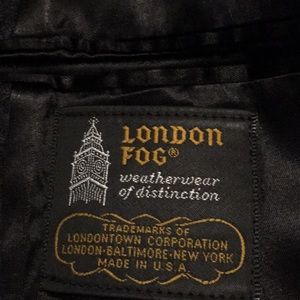 LONDON
FOG®
weatherwear
of distinction
TRADEMARKS OF
LONDONTOWN CORPORATION
LONDON·BALTIMORE·NEW YORK
MADE IN U.S.A.